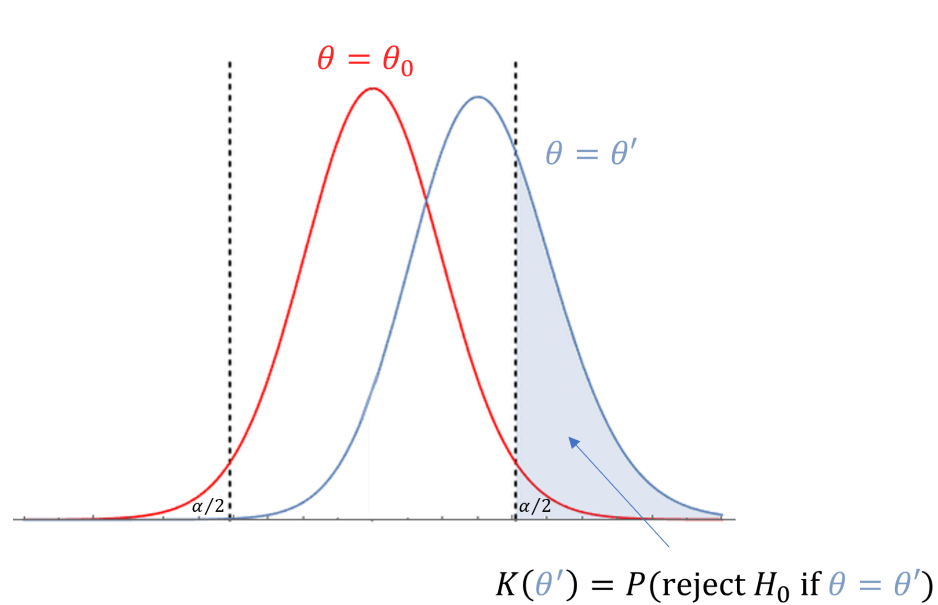 θ = θ₀
θ = θ′
α/2
α/2
K(θ′) = P(reject H₀ if θ = θ′)